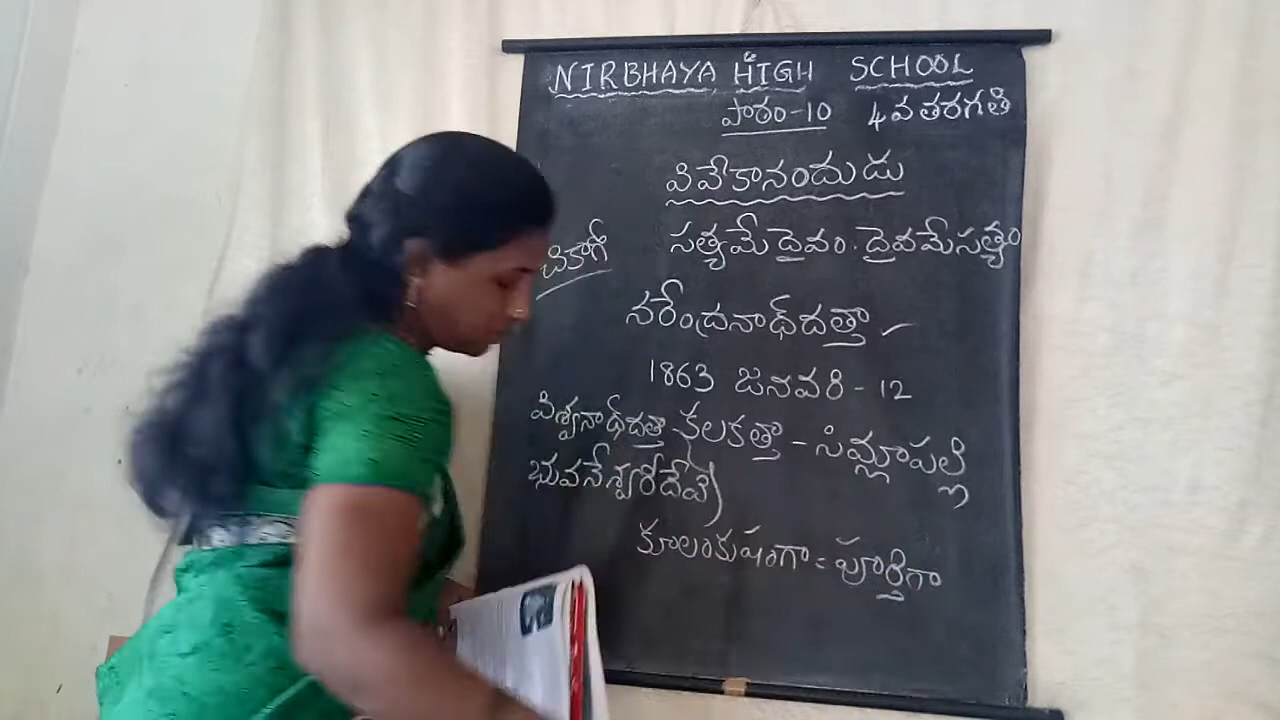 NIRBHAYA HIGH SCHOOL
పాఠం-10 4వ తరగతి
వివేకానందుడు
సత్యమే దైవం. దైవమే సత్యం
చికాగో
నరేంద్రనాథ్ దత్తా -
1863 జనవరి - 12
విశ్వనాథ్ దత్తా కలకత్తా - సిమ్లాపల్లి
భువనేశ్వరీదేవి)
కూలంకుషంగా = పూర్తిగా